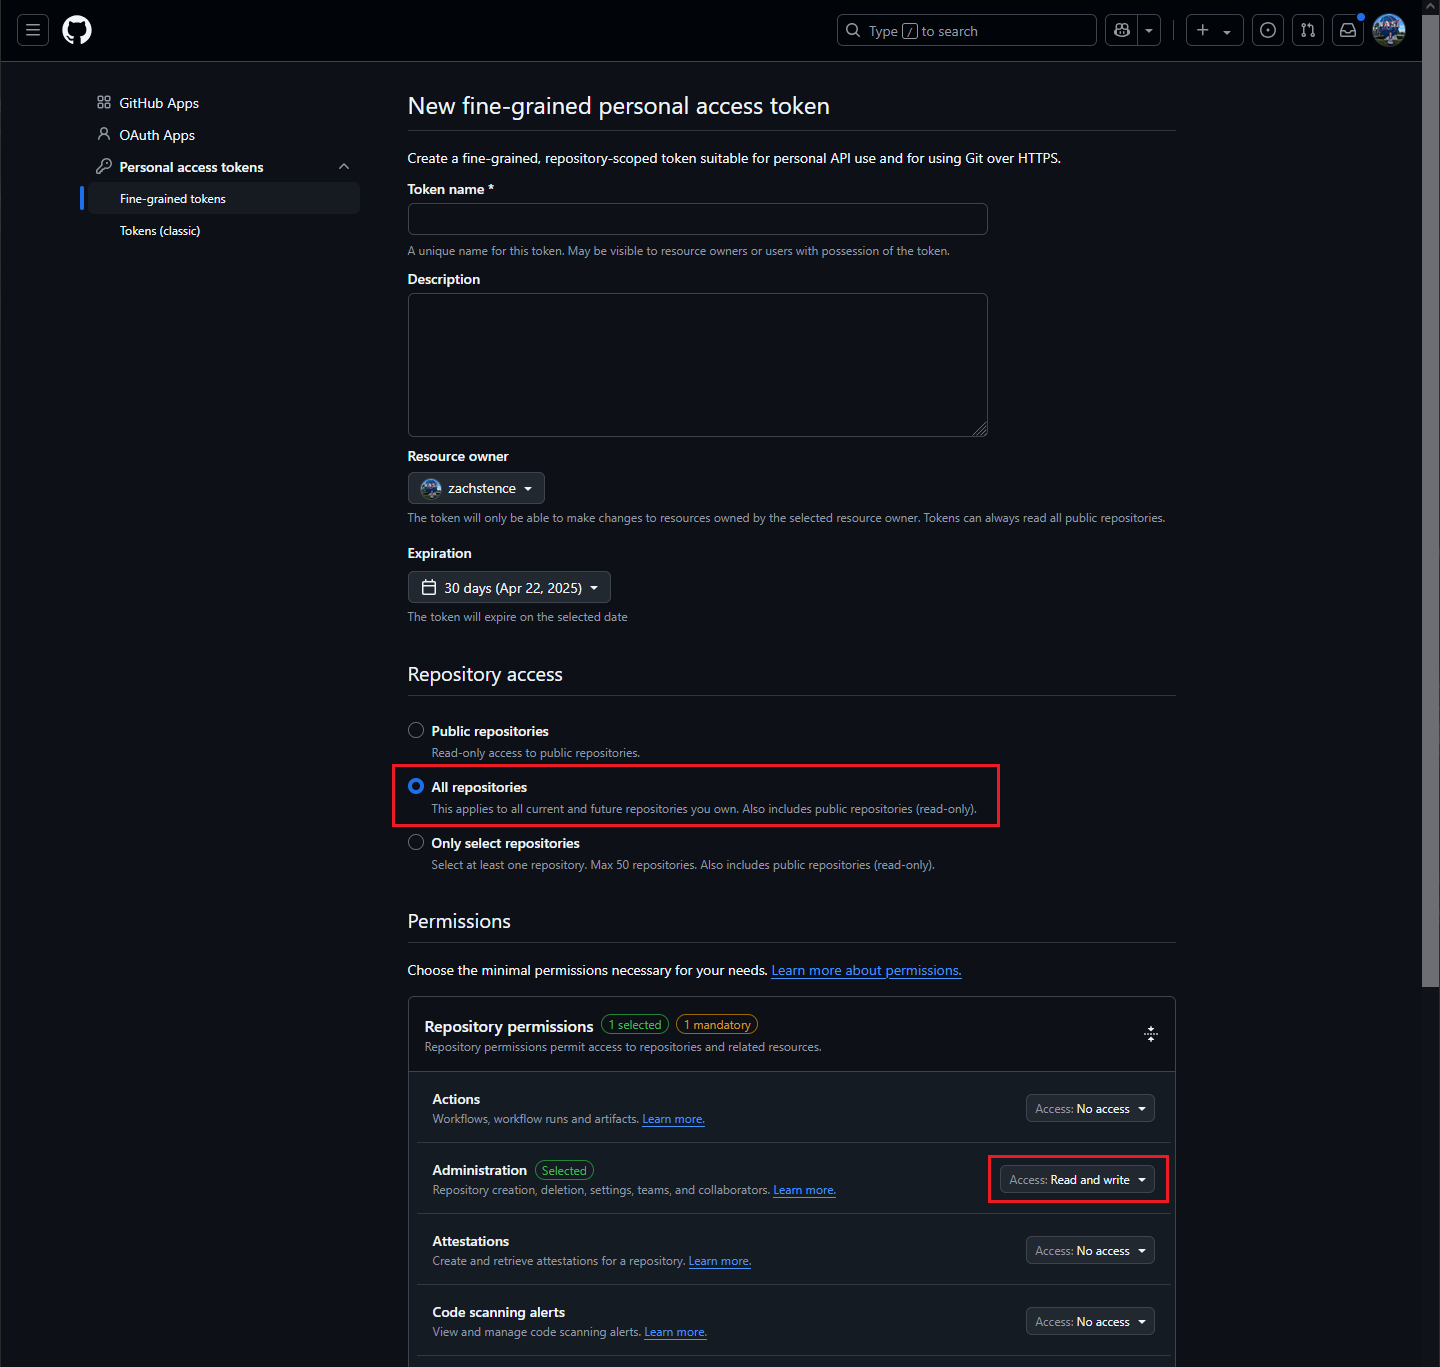 Type / to search
GitHub Apps
OAuth Apps
Personal access tokens
Fine-grained tokens
Tokens (classic)
New fine-grained personal access token
Create a fine-grained, repository-scoped token suitable for personal API use and for using Git over HTTPS.
Token name *
A unique name for this token. May be visible to resource owners or users with possession of the token.
Description
Resource owner
zachstence
The token will only be able to make changes to resources owned by the selected resource owner. Tokens can always read all public repositories.
Expiration
30 days (Apr 22, 2025)
The token will expire on the selected date
Repository access
Public repositories
Read-only access to public repositories.
All repositories
This applies to all current and future repositories you own. Also includes public repositories (read-only).
Only select repositories
Select at least one repository. Max 50 repositories. Also includes public repositories (read-only).
Permissions
Choose the minimal permissions necessary for your needs. Learn more about permissions.
Repository permissions 1 selected 1 mandatory
Repository permissions permit access to repositories and related resources.
Actions
Workflows, workflow runs and artifacts. Learn more.
Access: No access
Administration Selected
Repository creation, deletion, settings, teams, and collaborators. Learn more.
Access: Read and write
Attestations
Create and retrieve attestations for a repository. Learn more.
Access: No access
Code scanning alerts
View and manage code scanning alerts. Learn more.
Access: No access